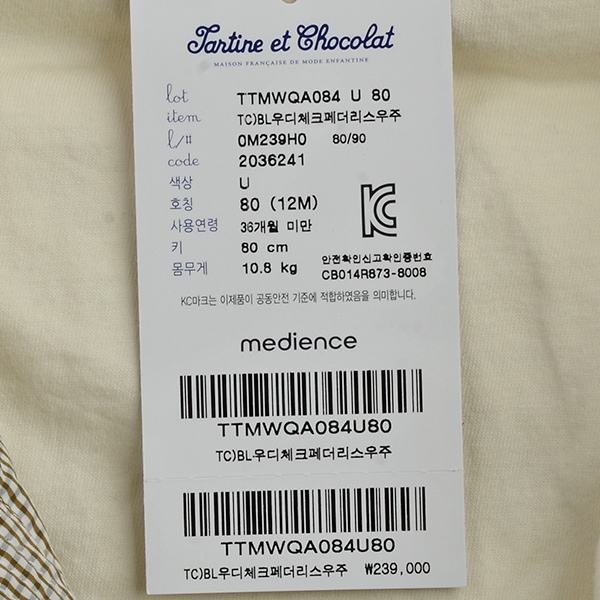 Tartine et Chocolat
MAISON FRANÇAISE DE MODE ENFANTINE
lot TTMWQA084 U 80
item TC)BL우디체크페더리스우주
l/# 0M239H0 80/90
code 2036241
색상 U
호칭 80 (12M)
사용연령 36개월 미만
키 80 cm
몸무게 10.8 kg
안전확인신고확인증번호
CB014R873-8008
KC마크는 이제품이 공통안전 기준에 적합하였음을 의미합니다.
medience
TTMWQA084U80
TC)BL우디체크페더리스우주
TTMWQA084U80
TC)BL우디체크페더리스우주 ₩239,000